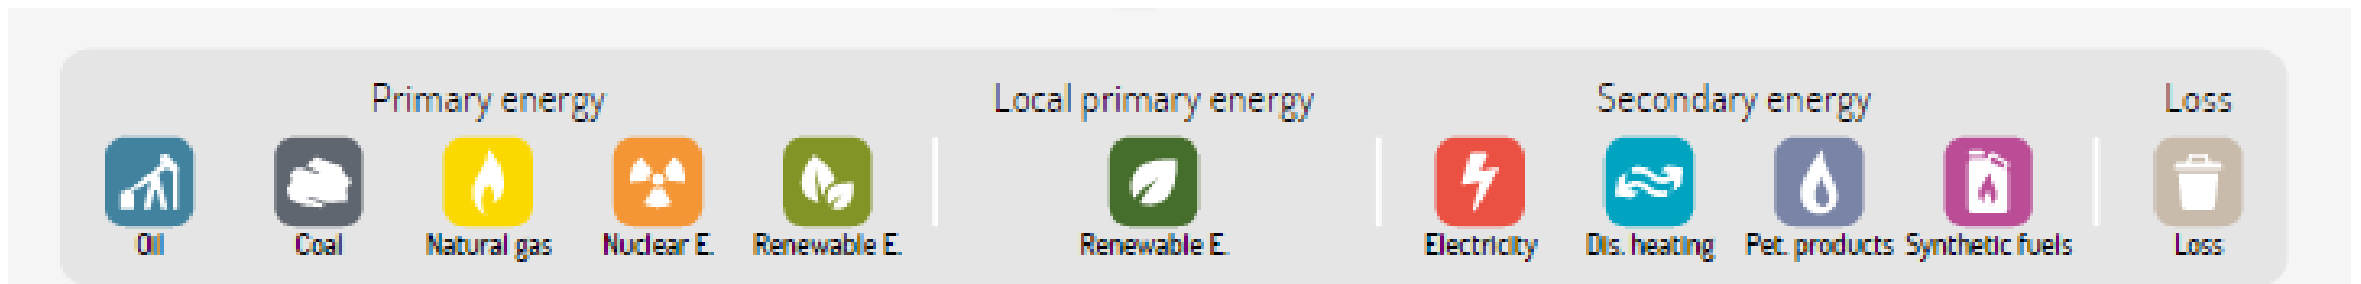 Primary energy
Local primary energy
Secondary energy
Loss
Oil
Coal
Natural gas
Nuclear E.
Renewable E.
Renewable E.
Electricity
Dis. heating
Pet. products
Synthetic fuels
Loss